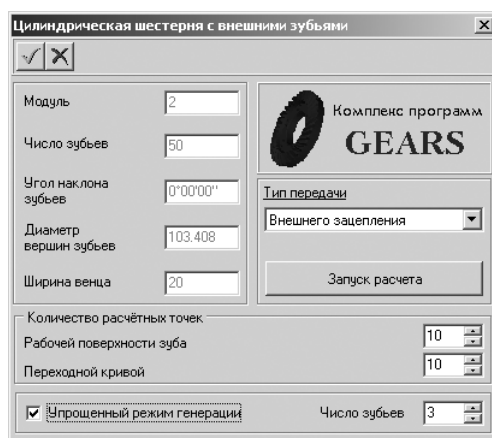 Цилиндрическая шестерня с внешними зубьями
Модуль
2
Число зубьев
50
Угол наклона
зубьев
0°00'00"
Диаметр
вершин зубьев
103.408
Ширина венца
20
Комплекс программ
GEARS
Тип передачи
Внешнего зацепления
Запуск расчета
Количество расчётных точек
Рабочей поверхности зуба
10
Переходной кривой
10
Упрощенный режим генерации
Число зубьев
3